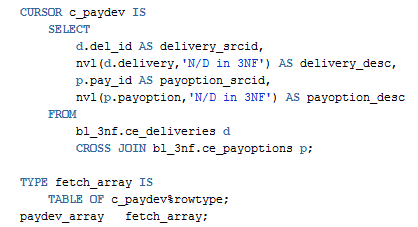 CURSOR c_paydev IS
SELECT
d.del_id AS delivery_srcid,
nvl(d.delivery,'N/D in 3NF') AS delivery_desc,
p.pay_id AS payoption_srcid,
nvl(p.payoption,'N/D in 3NF') AS payoption_desc
FROM
bl_3nf.ce_deliveries d
CROSS JOIN bl_3nf.ce_payoptions p;
TYPE fetch_array IS
TABLE OF c_paydev%rowtype;
paydev_array fetch_array;